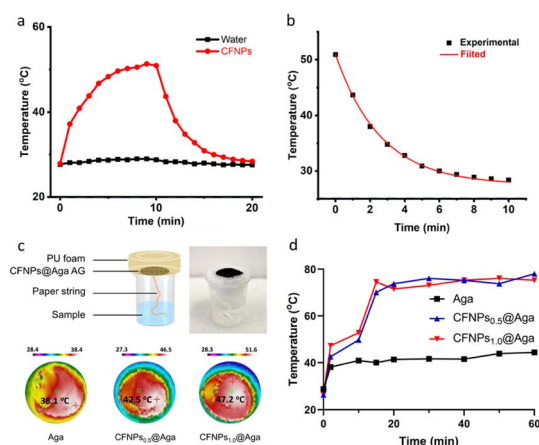 a
Temperature (°C)
60
40
20
0
10
20
Time (min)
Water
CFNPs
b
Temperature (°C)
50
40
30
0
2
4
6
8
10
Time (min)
Experimental
Fiited
c
PU foam
CFNPs@Aga AG
Paper string
Sample
28.4 38.4
27.3 46.5
28.3 51.6
38.1 °C
42.5 °C
47.2 °C
Aga
CFNPs0.5@Aga
CFNPs1.0@Aga
d
Temperature (°C)
100
80
60
40
20
0
10
20
30
40
50
60
Time (min)
Aga
CFNPs0.5@Aga
CFNPs1.0@Aga